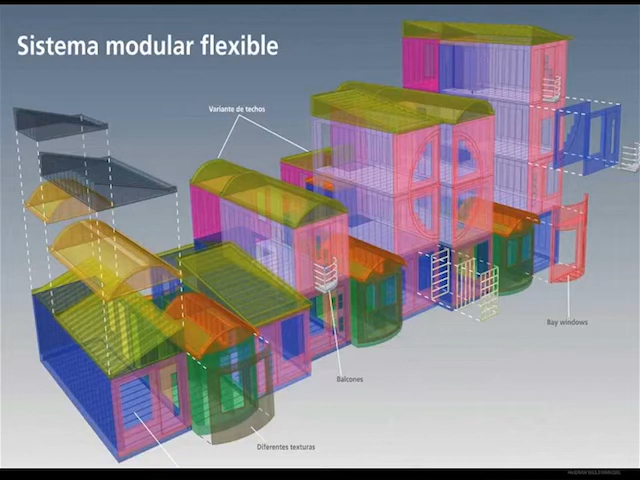 Sistema modular flexible
Variante de techos
Bay windows
Balcones
Diferentes texturas